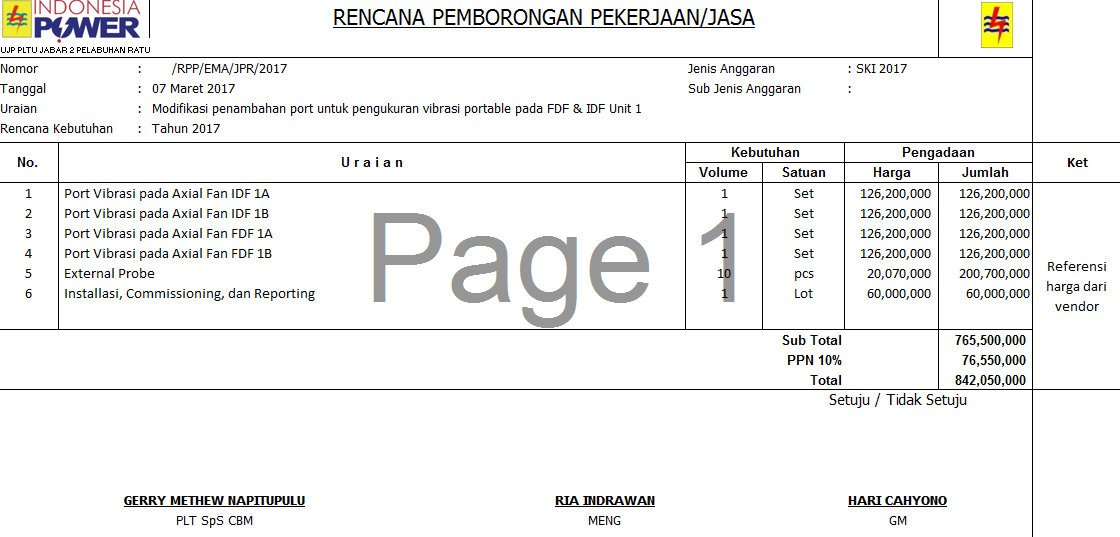 INDONESIA
POWER
UJP PLTU JABAR 2 PELABUHAN RATU
RENCANA PEMBORONGAN PEKERJAAN/JASA
Nomor : /RPP/EMA/JPR/2017 Jenis Anggaran : SKI 2017
Tanggal : 07 Maret 2017 Sub Jenis Anggaran :
Uraian : Modifikasi penambahan port untuk pengukuran vibrasi portable pada FDF & IDF Unit 1
Rencana Kebutuhan : Tahun 2017
No. Uraian Kebutuhan Pengadaan Ket
Volume Satuan Harga Jumlah
1 Port Vibrasi pada Axial Fan IDF 1A 1 Set 126,200,000 126,200,000
2 Port Vibrasi pada Axial Fan IDF 1B 1 Set 126,200,000 126,200,000
3 Port Vibrasi pada Axial Fan FDF 1A 1 Set 126,200,000 126,200,000
4 Port Vibrasi pada Axial Fan FDF 1B 1 Set 126,200,000 126,200,000
5 External Probe 10 pcs 20,070,000 200,700,000
6 Installasi, Commissioning, dan Reporting 1 Lot 60,000,000 60,000,000
Referensi
harga dari
vendor
Page 1
Sub Total 765,500,000
PPN 10% 76,550,000
Total 842,050,000
Setuju / Tidak Setuju
GERRY METHEW NAPITUPULU RIA INDRAWAN HARI CAHYONO
PLT SpS CBM MENG GM